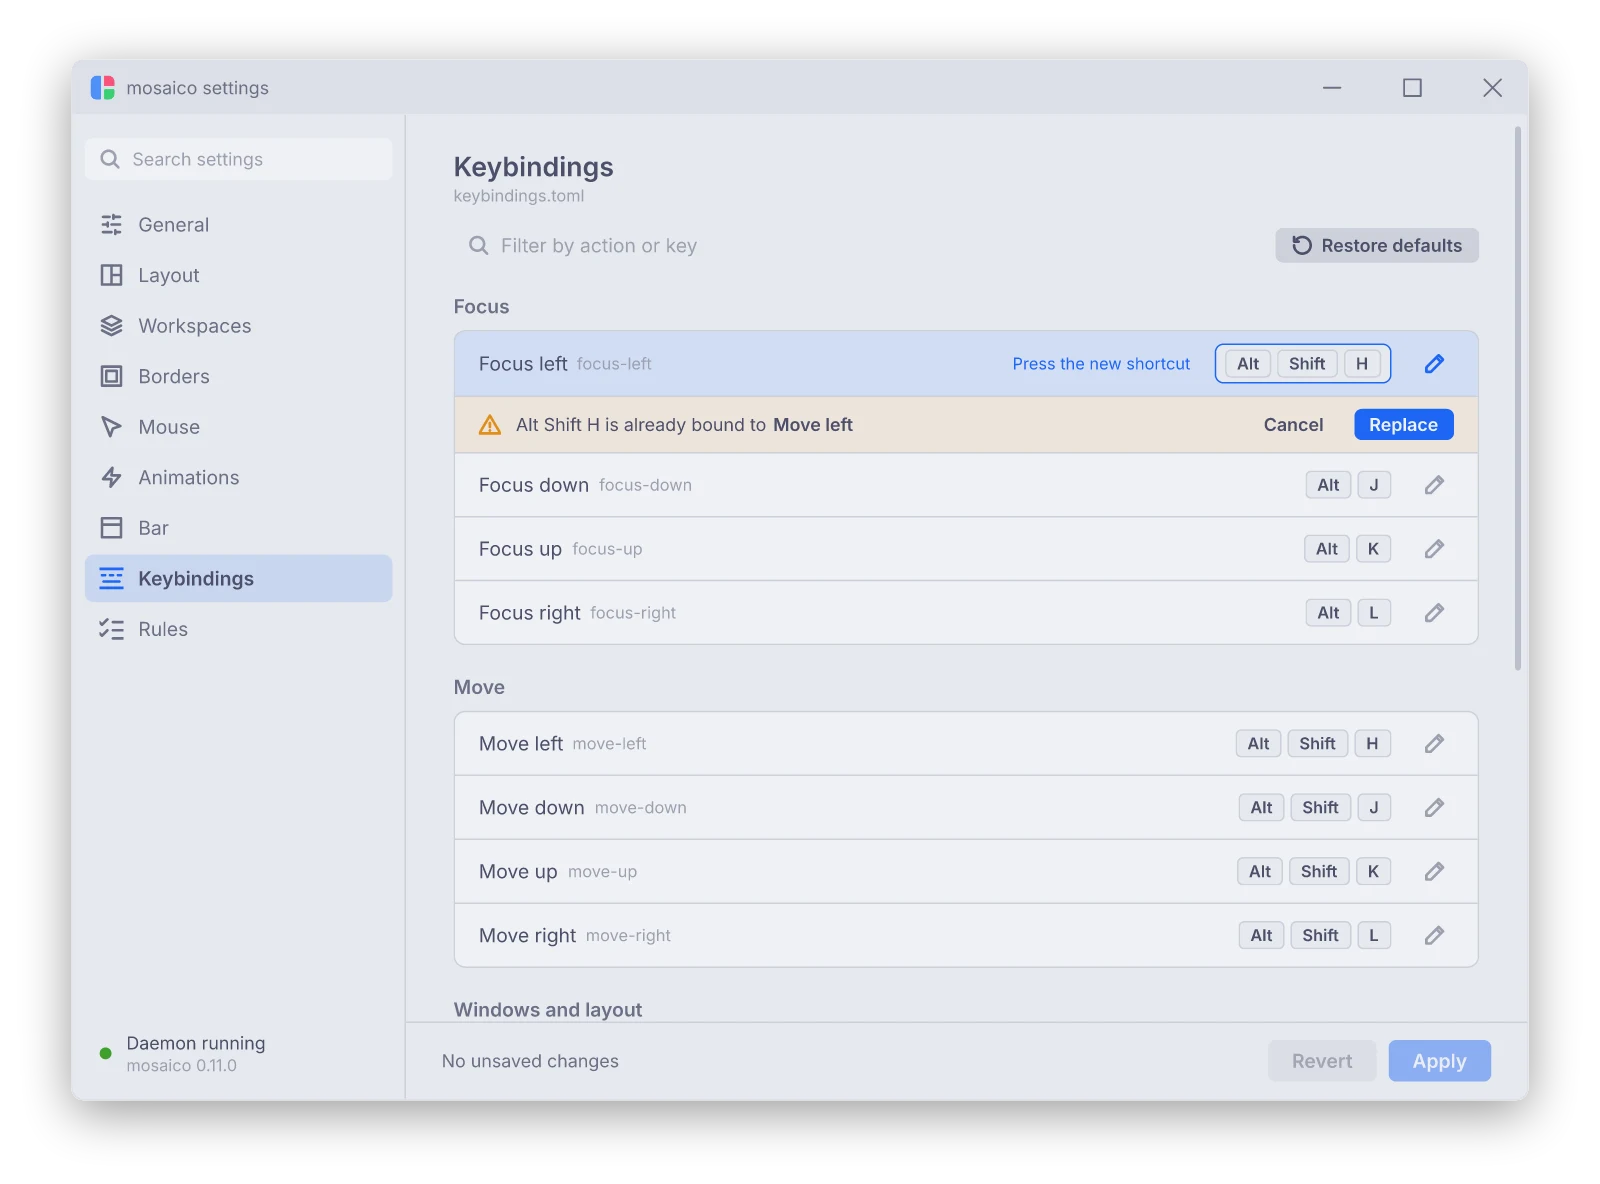 mosaico settings
Search settings
General
Layout
Workspaces
Borders
Mouse
Animations
Bar
Keybindings
Rules
Daemon running
mosaico 0.11.0
Keybindings
keybindings.toml
Filter by action or key
Restore defaults
Focus
Focus left focus-left Press the new shortcut Alt Shift H
Alt Shift H is already bound to Move left Cancel Replace
Focus down focus-down Alt J
Focus up focus-up Alt K
Focus right focus-right Alt L
Move
Move left move-left Alt Shift H
Move down move-down Alt Shift J
Move up move-up Alt Shift K
Move right move-right Alt Shift L
Windows and layout
No unsaved changes Revert Apply